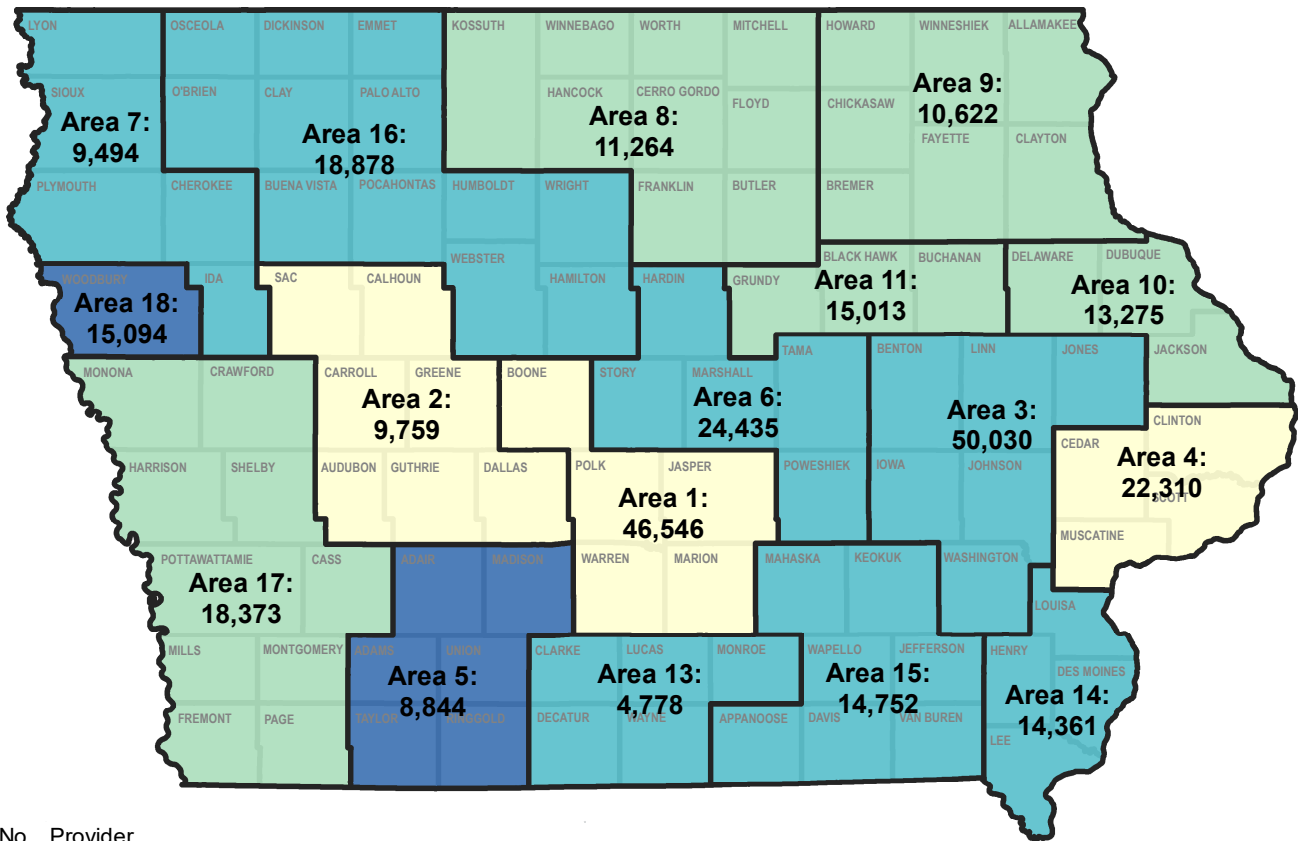 LYON OSCEOLA DICKINSON EMMET KOSSUTH WINNEBAGO WORTH MITCHELL HOWARD WINNESHIEK ALLAMAKEE
SIOUX O'BRIEN CLAY PALO ALTO HANCOCK CERRO GORDO FLOYD CHICKASAW
Area 7:
9,494
Area 16:
18,878
Area 8:
11,264
Area 9:
10,622
FAYETTE CLAYTON
PLYMOUTH CHEROKEE BUENA VISTA POCAHONTAS HUMBOLDT WRIGHT FRANKLIN BUTLER BREMER
WEBSTER BLACK HAWK BUCHANAN DELAWARE DUBUQUE
WOODBURY IDA SAC CALHOUN HAMILTON HARDIN GRUNDY
Area 18:
15,094
Area 11:
15,013
Area 10:
13,275
TAMA BENTON LINN JONES JACKSON
MONONA CRAWFORD CARROLL GREENE BOONE STORY MARSHALL
Area 2:
9,759
Area 6:
24,435
Area 3:
50,030
CLINTON
CEDAR
Area 4:
22,310
SCOTT
HARRISON SHELBY AUDUBON GUTHRIE DALLAS POLK JASPER POWESHIEK IOWA JOHNSON
Area 1:
46,546
MUSCATINE
POTTAWATTAMIE CASS ADAIR MADISON WARREN MARION MAHASKA KEOKUK WASHINGTON
Area 17:
18,373
LOUISA
MILLS MONTGOMERY ADAMS UNION CLARKE LUCAS MONROE WAPELLO JEFFERSON HENRY
DES MOINES
Area 5:
8,844
Area 13:
4,778
Area 15:
14,752
Area 14:
14,361
FREMONT PAGE TAYLOR RINGGOLD DECATUR WAYNE APPANOOSE DAVIS VAN BUREN
LEE
No. Provider